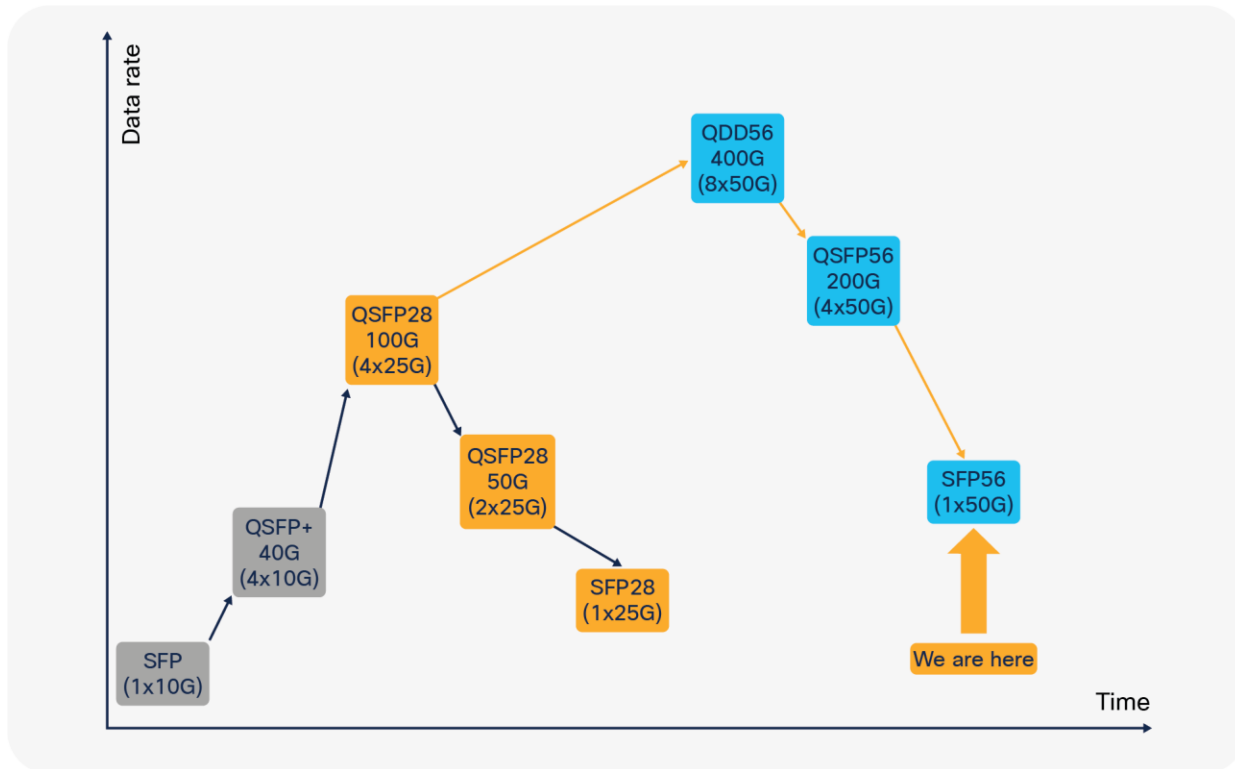 Data rate
QDD56
400G
(8x50G)
QSFP56
200G
(4x50G)
QSFP28
100G
(4x25G)
QSFP28
50G
(2x25G)
SFP56
(1x50G)
QSFP+
40G
(4x10G)
SFP28
(1x25G)
SFP
(1x10G)
We are here
Time